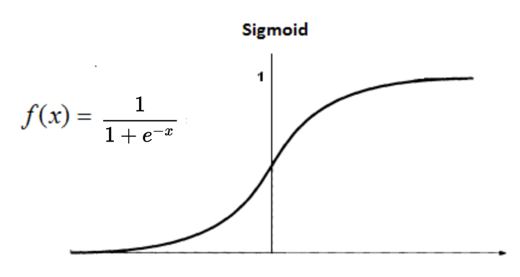 Sigmoid
1
f(x) = 1 / (1 + e^{-x})